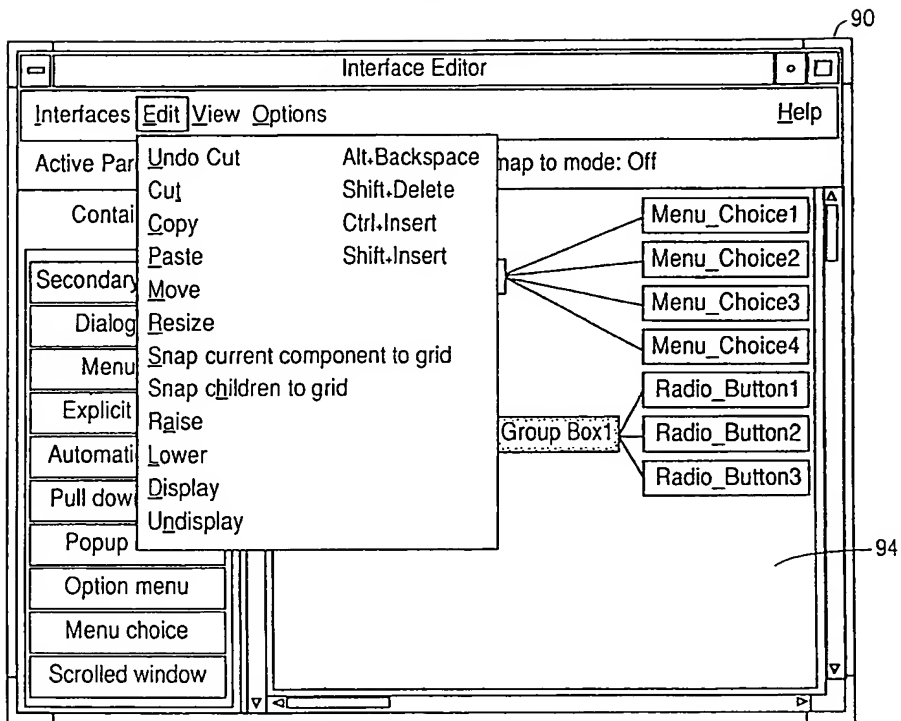 90
Interface Editor
Interfaces Edit View Options Help
Active Par nap to mode: Off
Undo Cut Alt+Backspace
Cut Shift+Delete
Copy Ctrl+Insert
Paste Shift+Insert
Move
Resize
Snap current component to grid
Snap children to grid
Raise
Lower
Display
Undisplay
Contai
Secondary
Dialog
Menu
Explicit
Automati
Pull dow
Popup
Option menu
Menu choice
Scrolled window
Menu_Choice1
Menu_Choice2
Menu_Choice3
Menu_Choice4
Group Box1
Radio_Button1
Radio_Button2
Radio_Button3
94